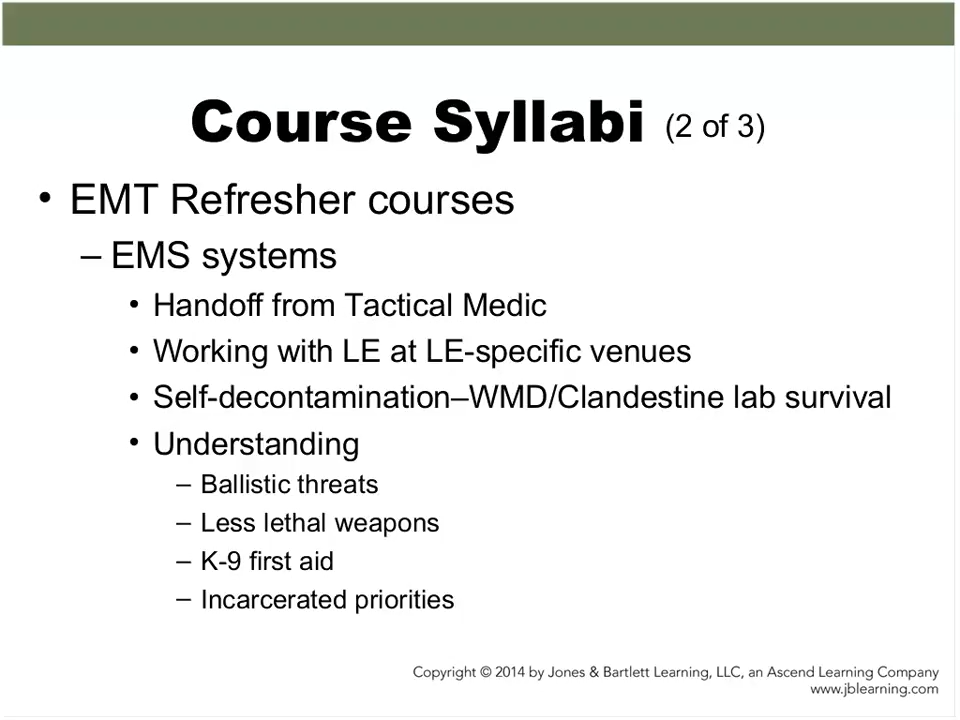 Course Syllabi (2 of 3)
• EMT Refresher courses
– EMS systems
• Handoff from Tactical Medic
• Working with LE at LE-specific venues
• Self-decontamination–WMD/Clandestine lab survival
• Understanding
– Ballistic threats
– Less lethal weapons
– K-9 first aid
– Incarcerated priorities
Copyright © 2014 by Jones & Bartlett Learning, LLC, an Ascend Learning Company
www.jblearning.com